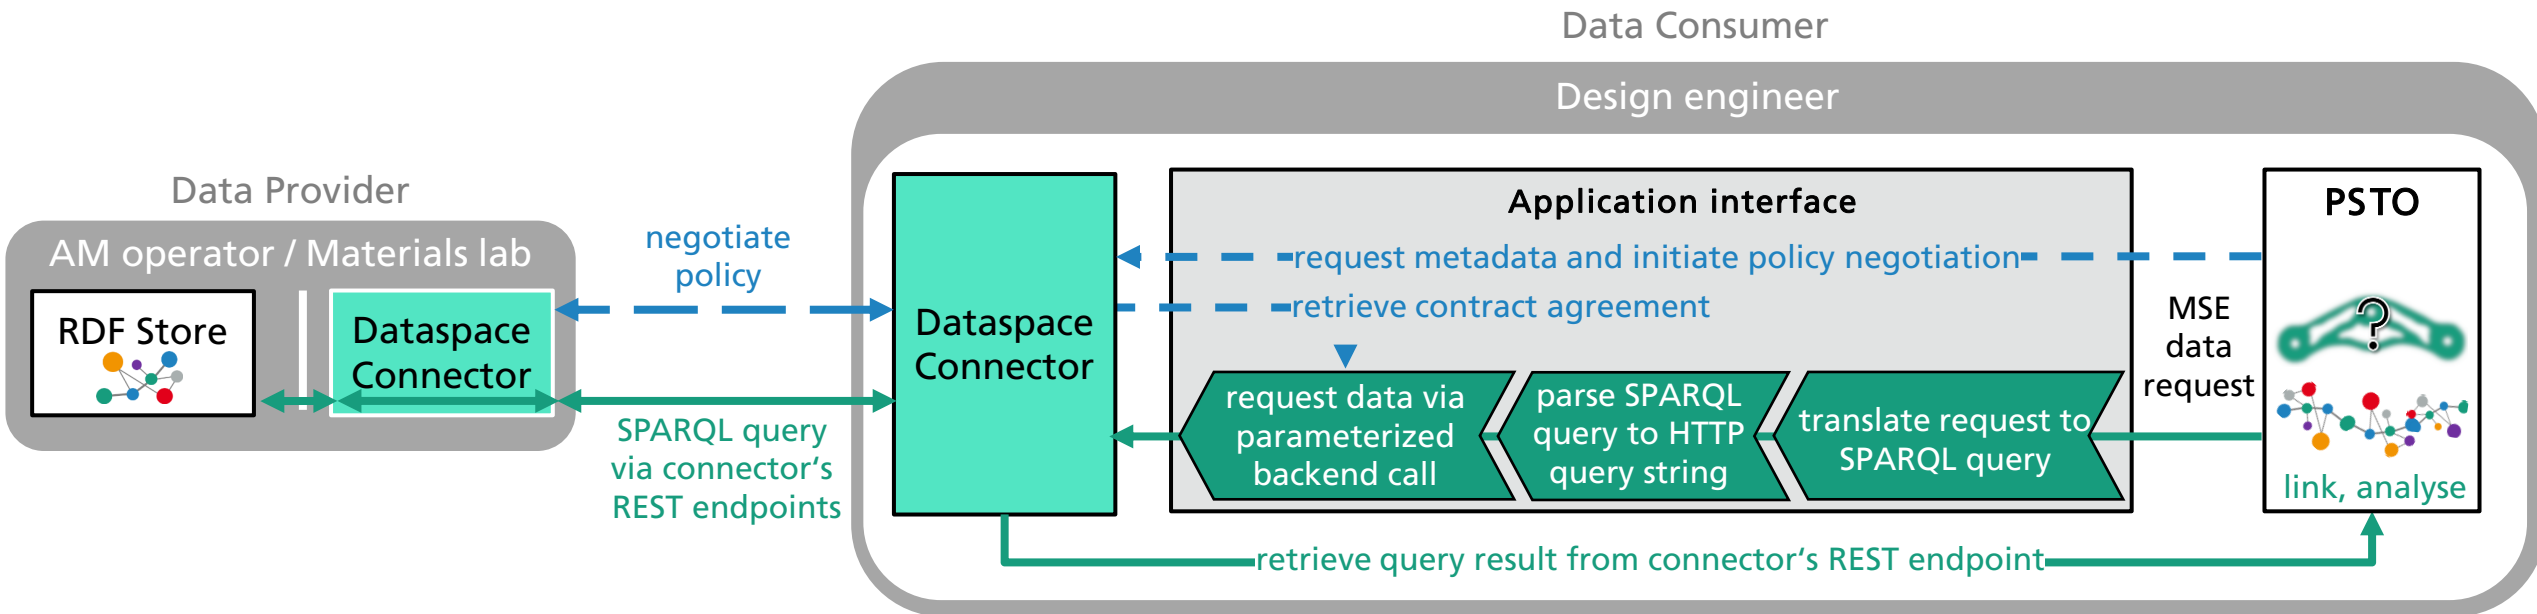 Data Consumer
Design engineer
Data Provider
AM operator / Materials lab
RDF Store
Dataspace
Connector
negotiate
policy
SPARQL query
via connector‘s
REST endpoints
Dataspace
Connector
Application interface
request metadata and initiate policy negotiation
retrieve contract agreement
request data via
parameterized
backend call
parse SPARQL
query to HTTP
query string
translate request to
SPARQL query
MSE
data
request
PSTO
?
link, analyse
retrieve query result from connector‘s REST endpoint